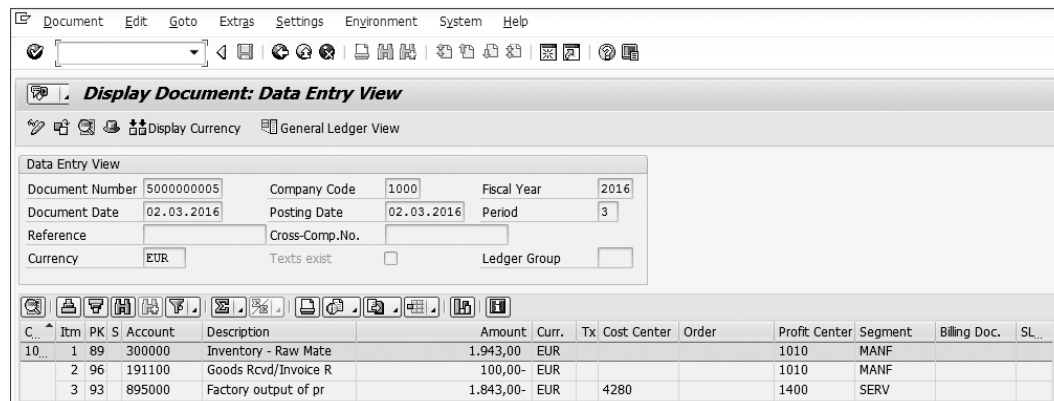 Document Edit Goto Extras Settings Environment System Help
Display Document: Data Entry View
Display Currency General Ledger View
Data Entry View
Document Number 5000000005 Company Code 1000 Fiscal Year 2016
Document Date 02.03.2016 Posting Date 02.03.2016 Period 3
Reference Cross-Comp.No.
Currency EUR Texts exist Ledger Group
C... Itm PK S Account Description Amount Curr. Tx Cost Center Order Profit Center Segment Billing Doc. SL...
10... 1 89 300000 Inventory - Raw Mate 1.943,00 EUR 1010 MANF
2 96 191100 Goods Rcvd/Invoice R 100,00- EUR 1010 MANF
3 93 895000 Factory output of pr 1.843,00- EUR 4280 1400 SERV